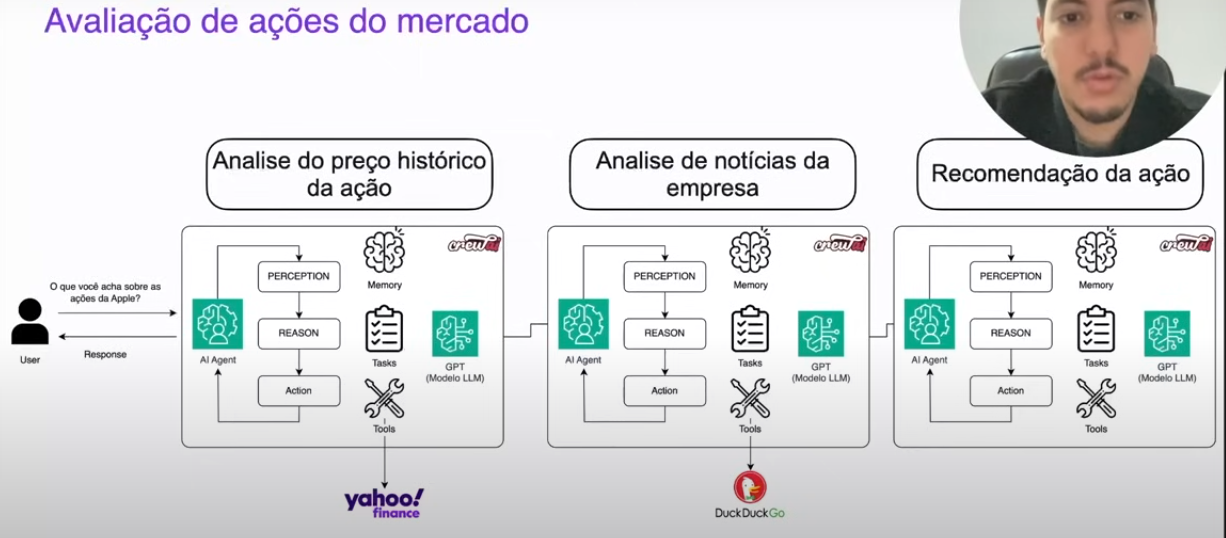 Avaliação de ações do mercado
Analise do preço histórico
da ação
Analise de notícias da
empresa
Recomendação da ação
O que você acha sobre as
ações da Apple?
User
Response
crewai
PERCEPTION
REASON
Action
AI Agent
Memory
Tasks
Tools
GPT
(Modelo LLM)
yahoo!
finance
crewai
PERCEPTION
REASON
Action
AI Agent
Memory
Tasks
Tools
GPT
(Modelo LLM)
DuckDuckGo
crewai
PERCEPTION
REASON
Action
AI Agent
Memory
Tasks
Tools
GPT
(Modelo LLM)